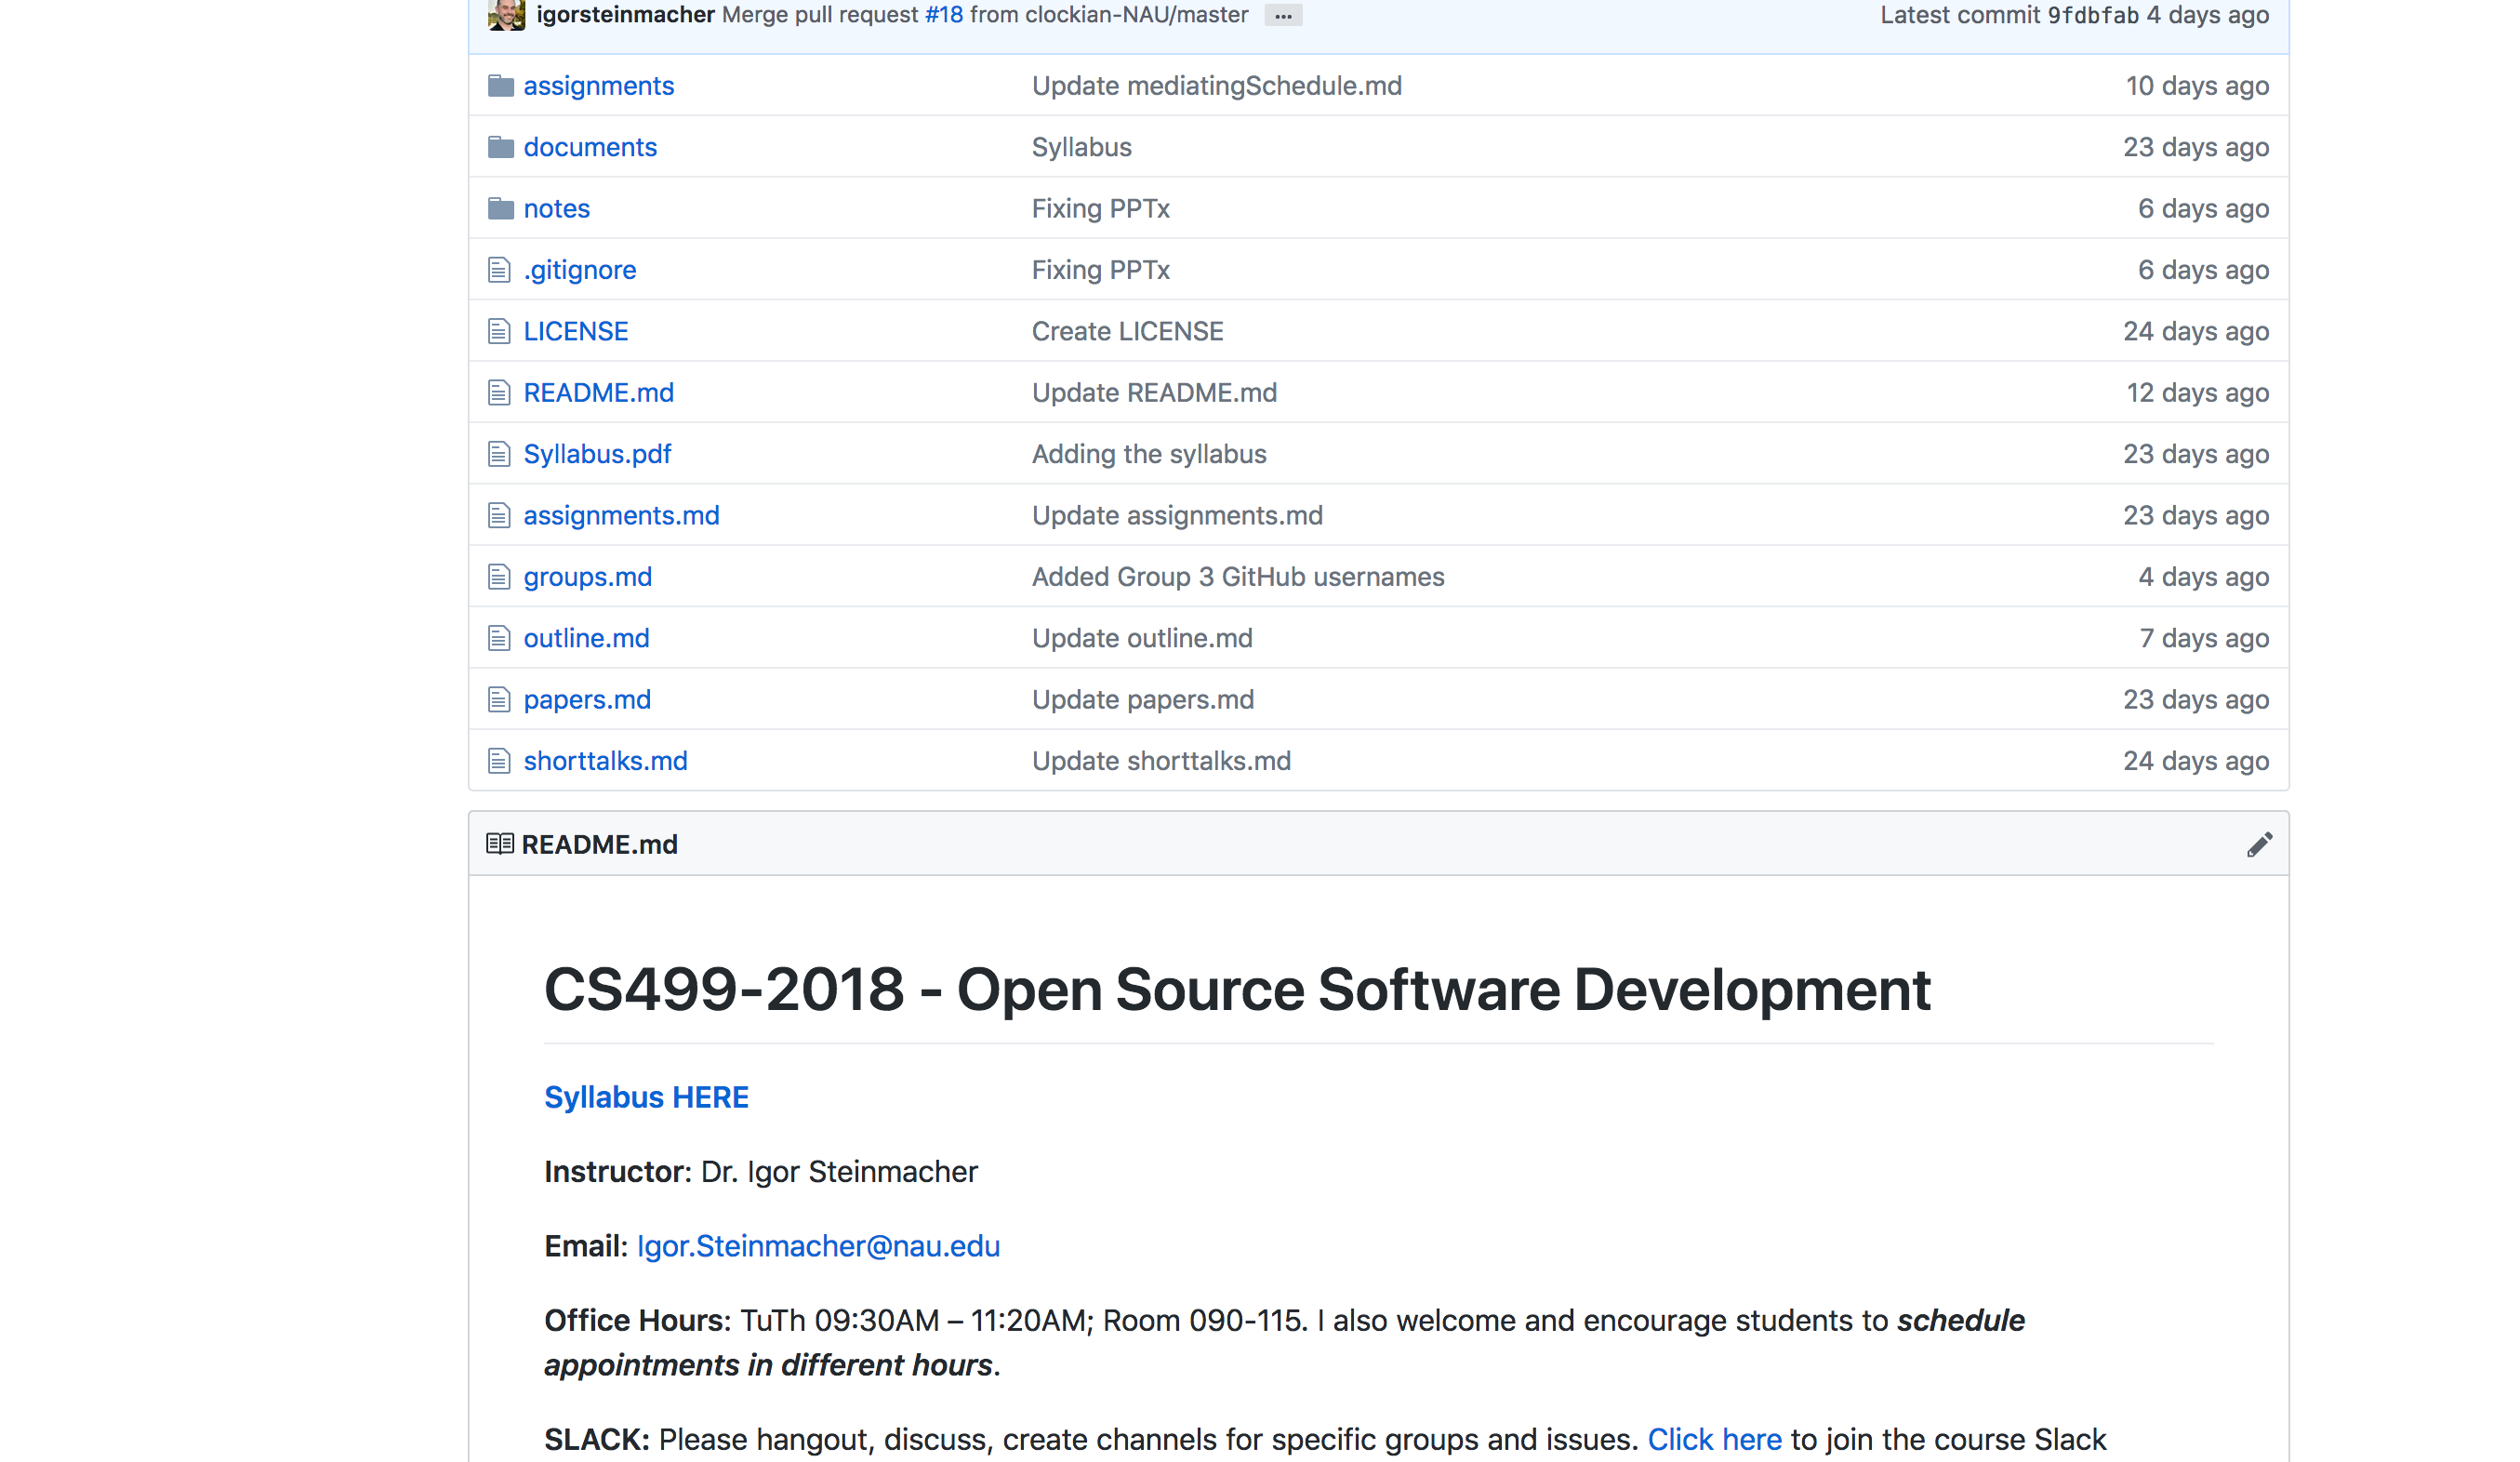 igorsteinmacher Merge pull request #18 from clockian-NAU/master ... Latest commit 9fdbfab 4 days ago
assignments Update mediatingSchedule.md 10 days ago
documents Syllabus 23 days ago
notes Fixing PPTx 6 days ago
.gitignore Fixing PPTx 6 days ago
LICENSE Create LICENSE 24 days ago
README.md Update README.md 12 days ago
Syllabus.pdf Adding the syllabus 23 days ago
assignments.md Update assignments.md 23 days ago
groups.md Added Group 3 GitHub usernames 4 days ago
outline.md Update outline.md 7 days ago
papers.md Update papers.md 23 days ago
shorttalks.md Update shorttalks.md 24 days ago
README.md
CS499-2018 - Open Source Software Development
Syllabus HERE
Instructor: Dr. Igor Steinmacher
Email: Igor.Steinmacher@nau.edu
Office Hours: TuTh 09:30AM – 11:20AM; Room 090-115. I also welcome and encourage students to schedule
appointments in different hours.
SLACK: Please hangout, discuss, create channels for specific groups and issues. Click here to join the course Slack